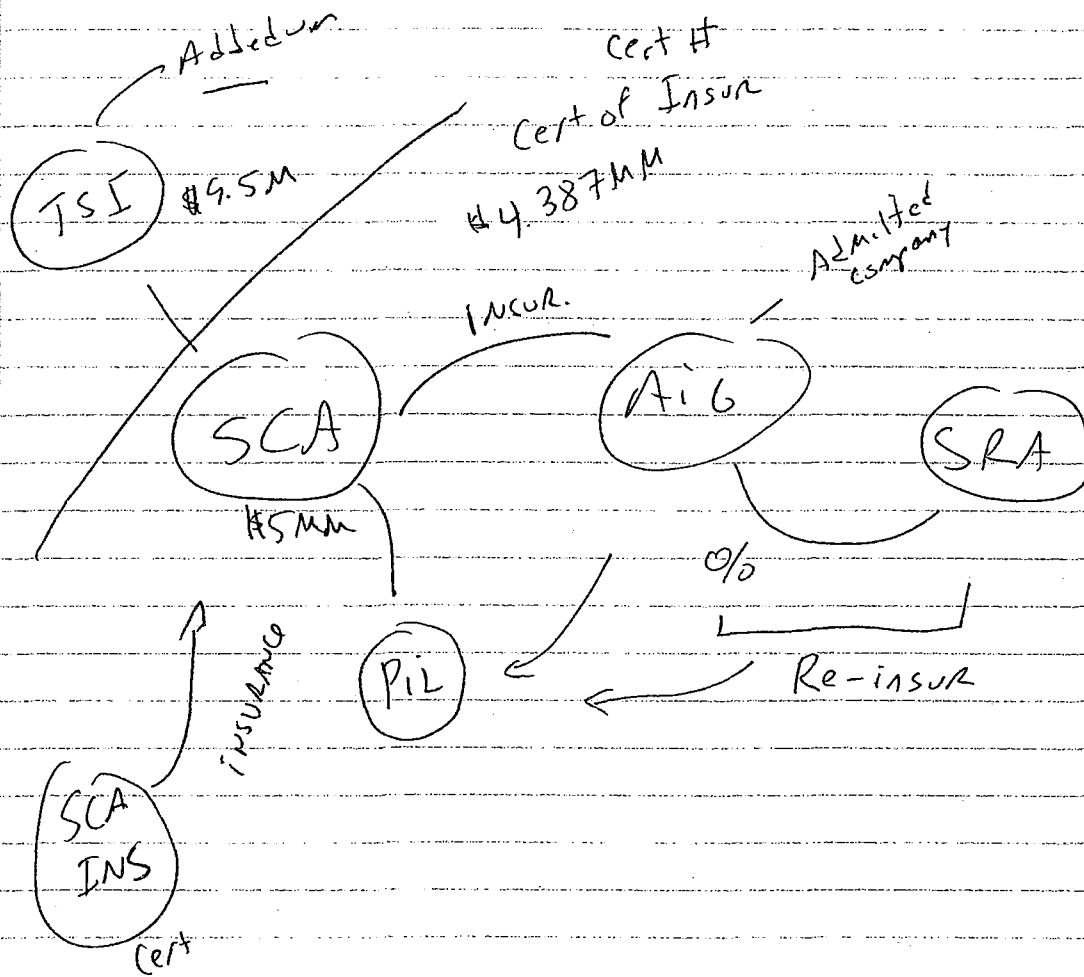 Added
Cert #
Cert of Insur
TSI
$9.5M
$4.387MM
Admitted
company
INSUR.
SCA
AiG
SRA
$5MM
%
Re-insur
INSURANCE
PiL
SCA
INS
Cert